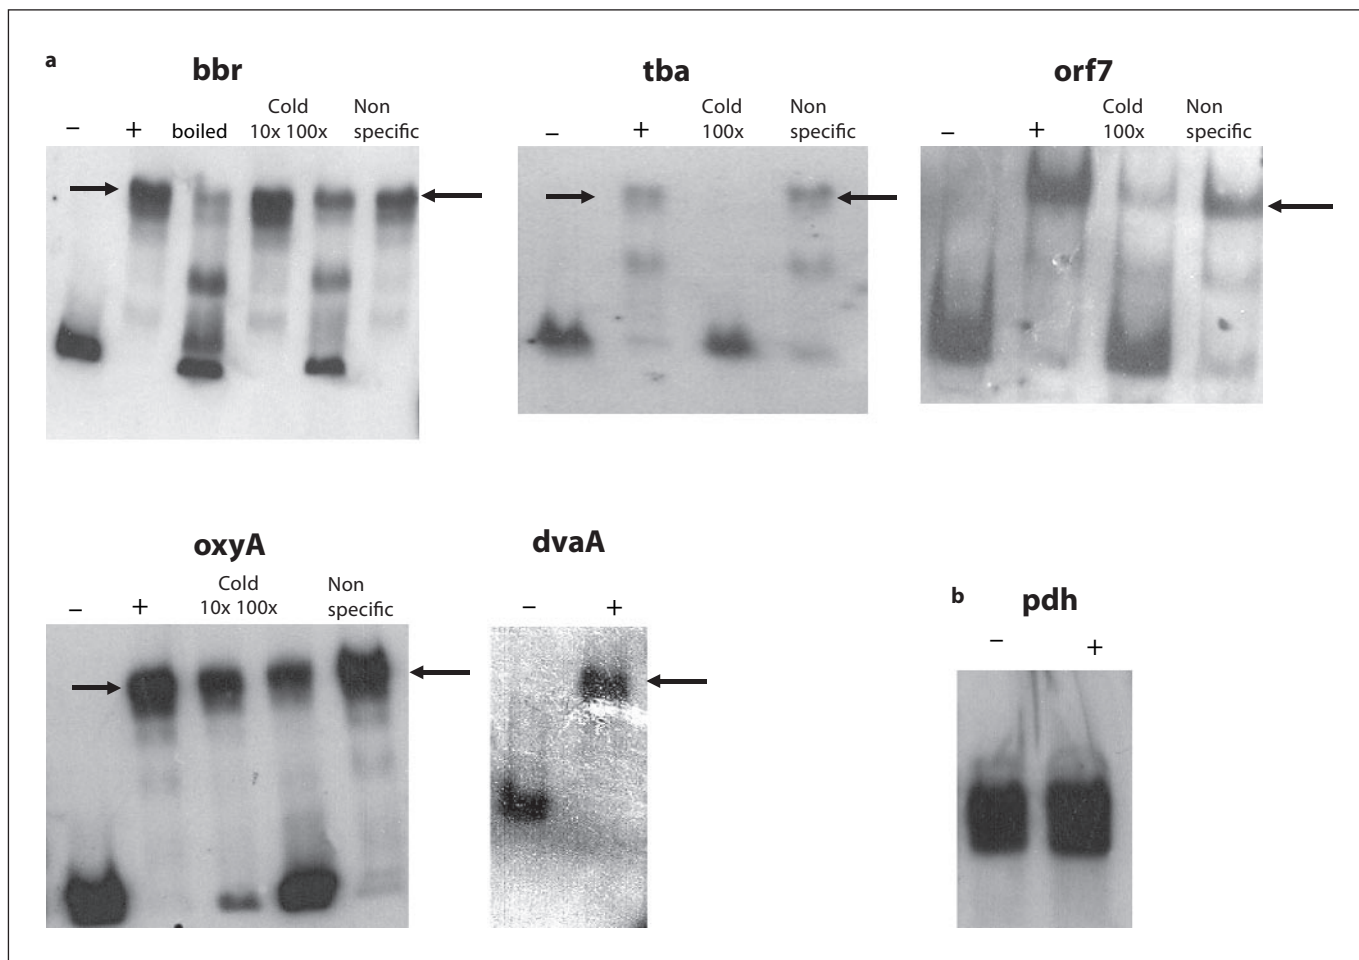 a
bbr
tba
orf7
Cold
Non
– + boiled 10x 100x specific
Cold
Non
– + 100x specific
Cold
Non
– + 100x specific
oxyA
dvaA
Cold
Non
– + 10x 100x specific
– +
b pdh
– +